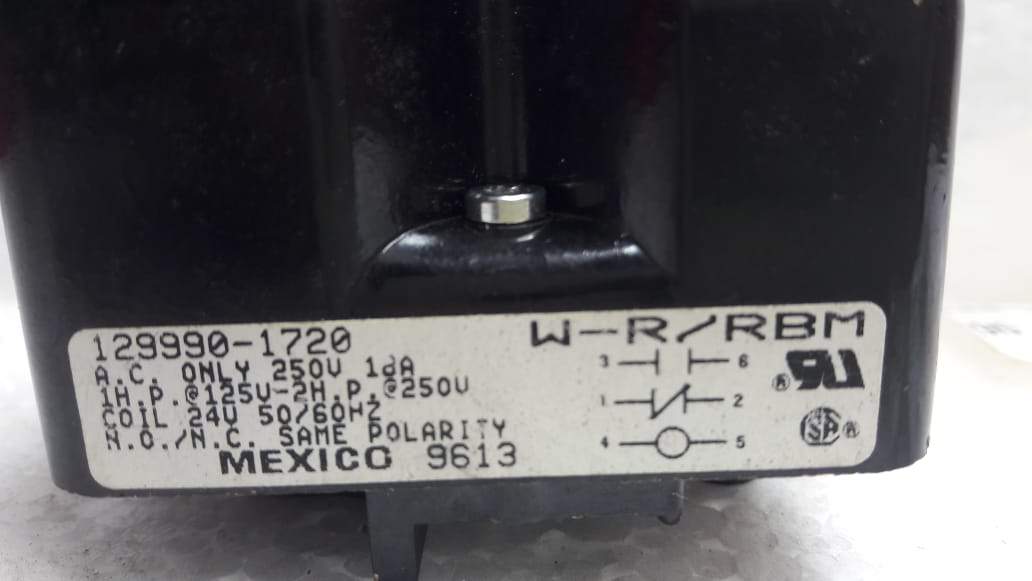 129990-1720
W-R/RBM
A.C. ONLY 250V
1H.P.@125V-2H.P.@250V
COIL 24V 50/60HZ
N.O./N.C. SAME POLARITY
MEXICO 9613
3 6
1 2
4 5
®
SA ®